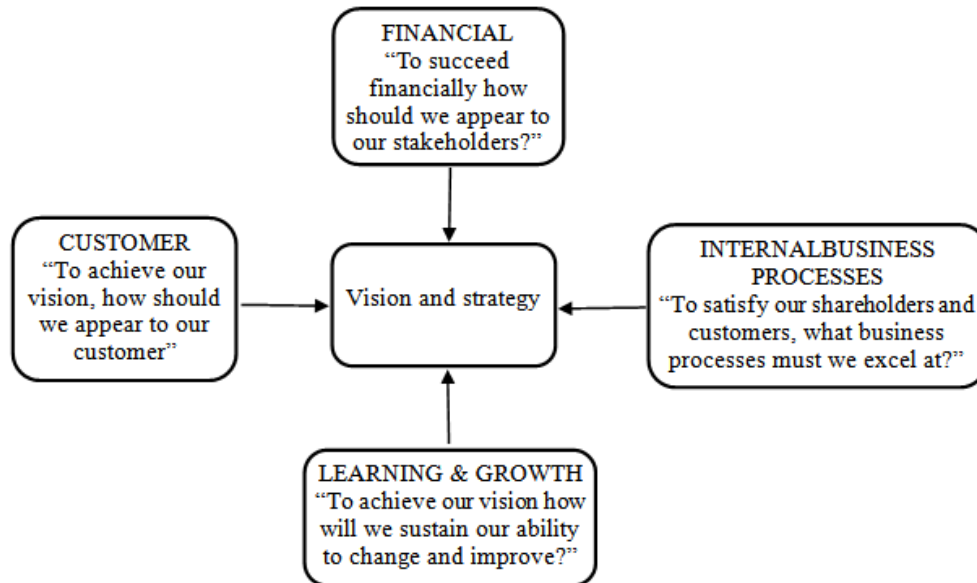 FINANCIAL
“To succeed
financially how
should we appear to
our stakeholders?”
CUSTOMER
“To achieve our
vision, how should
we appear to our
customer”
Vision and strategy
INTERNALBUSINESS
PROCESSES
“To satisfy our shareholders and
customers, what business
processes must we excel at?”
LEARNING & GROWTH
“To achieve our vision how
will we sustain our ability
to change and improve?”